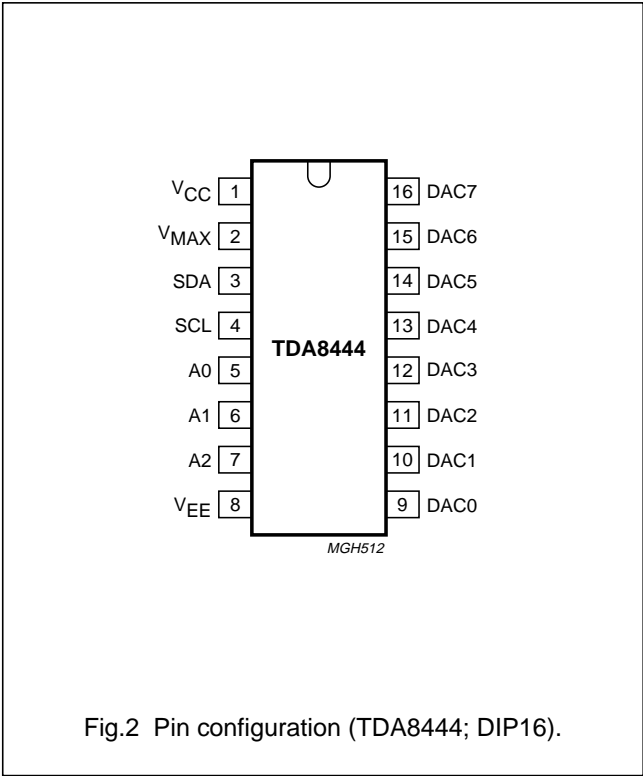 VCC 1 16 DAC7
VMAX 2 15 DAC6
SDA 3 14 DAC5
SCL 4 13 DAC4
TDA8444
A0 5 12 DAC3
A1 6 11 DAC2
A2 7 10 DAC1
VEE 8 9 DAC0
MGH512
Fig.2 Pin configuration (TDA8444; DIP16).